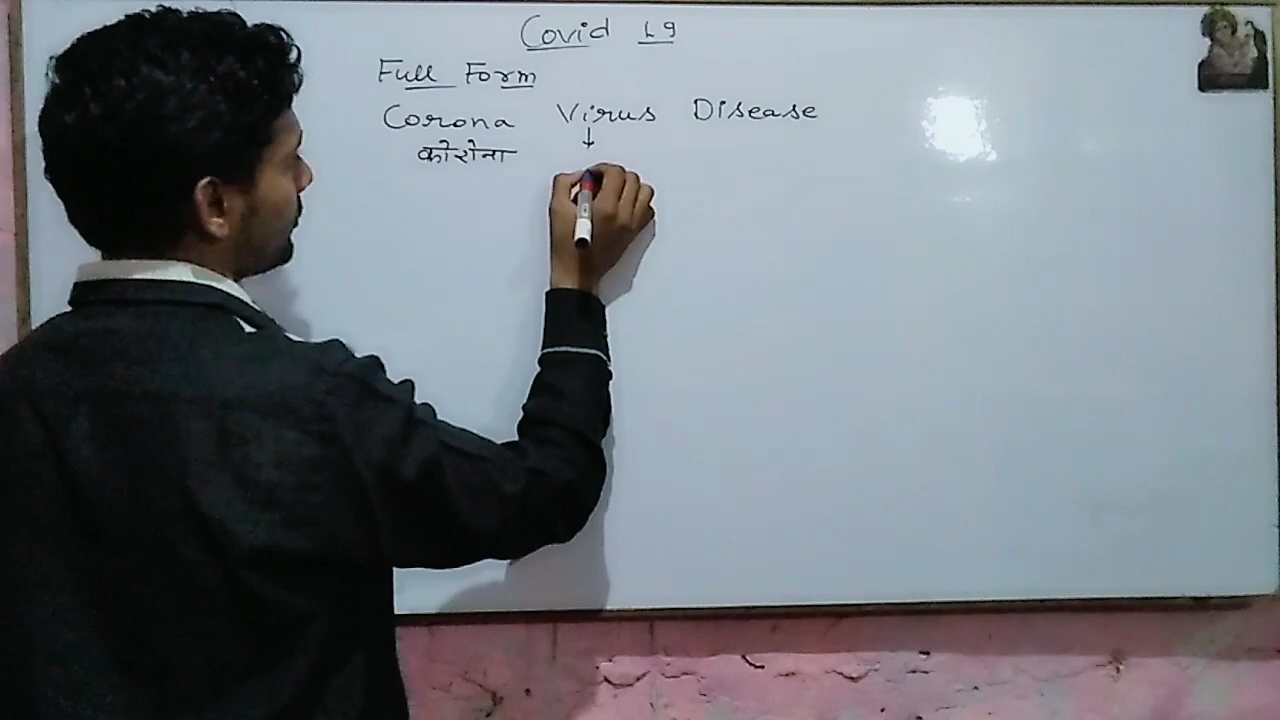 Covid 19
Full Form
Corona Virus Disease
कोरोना